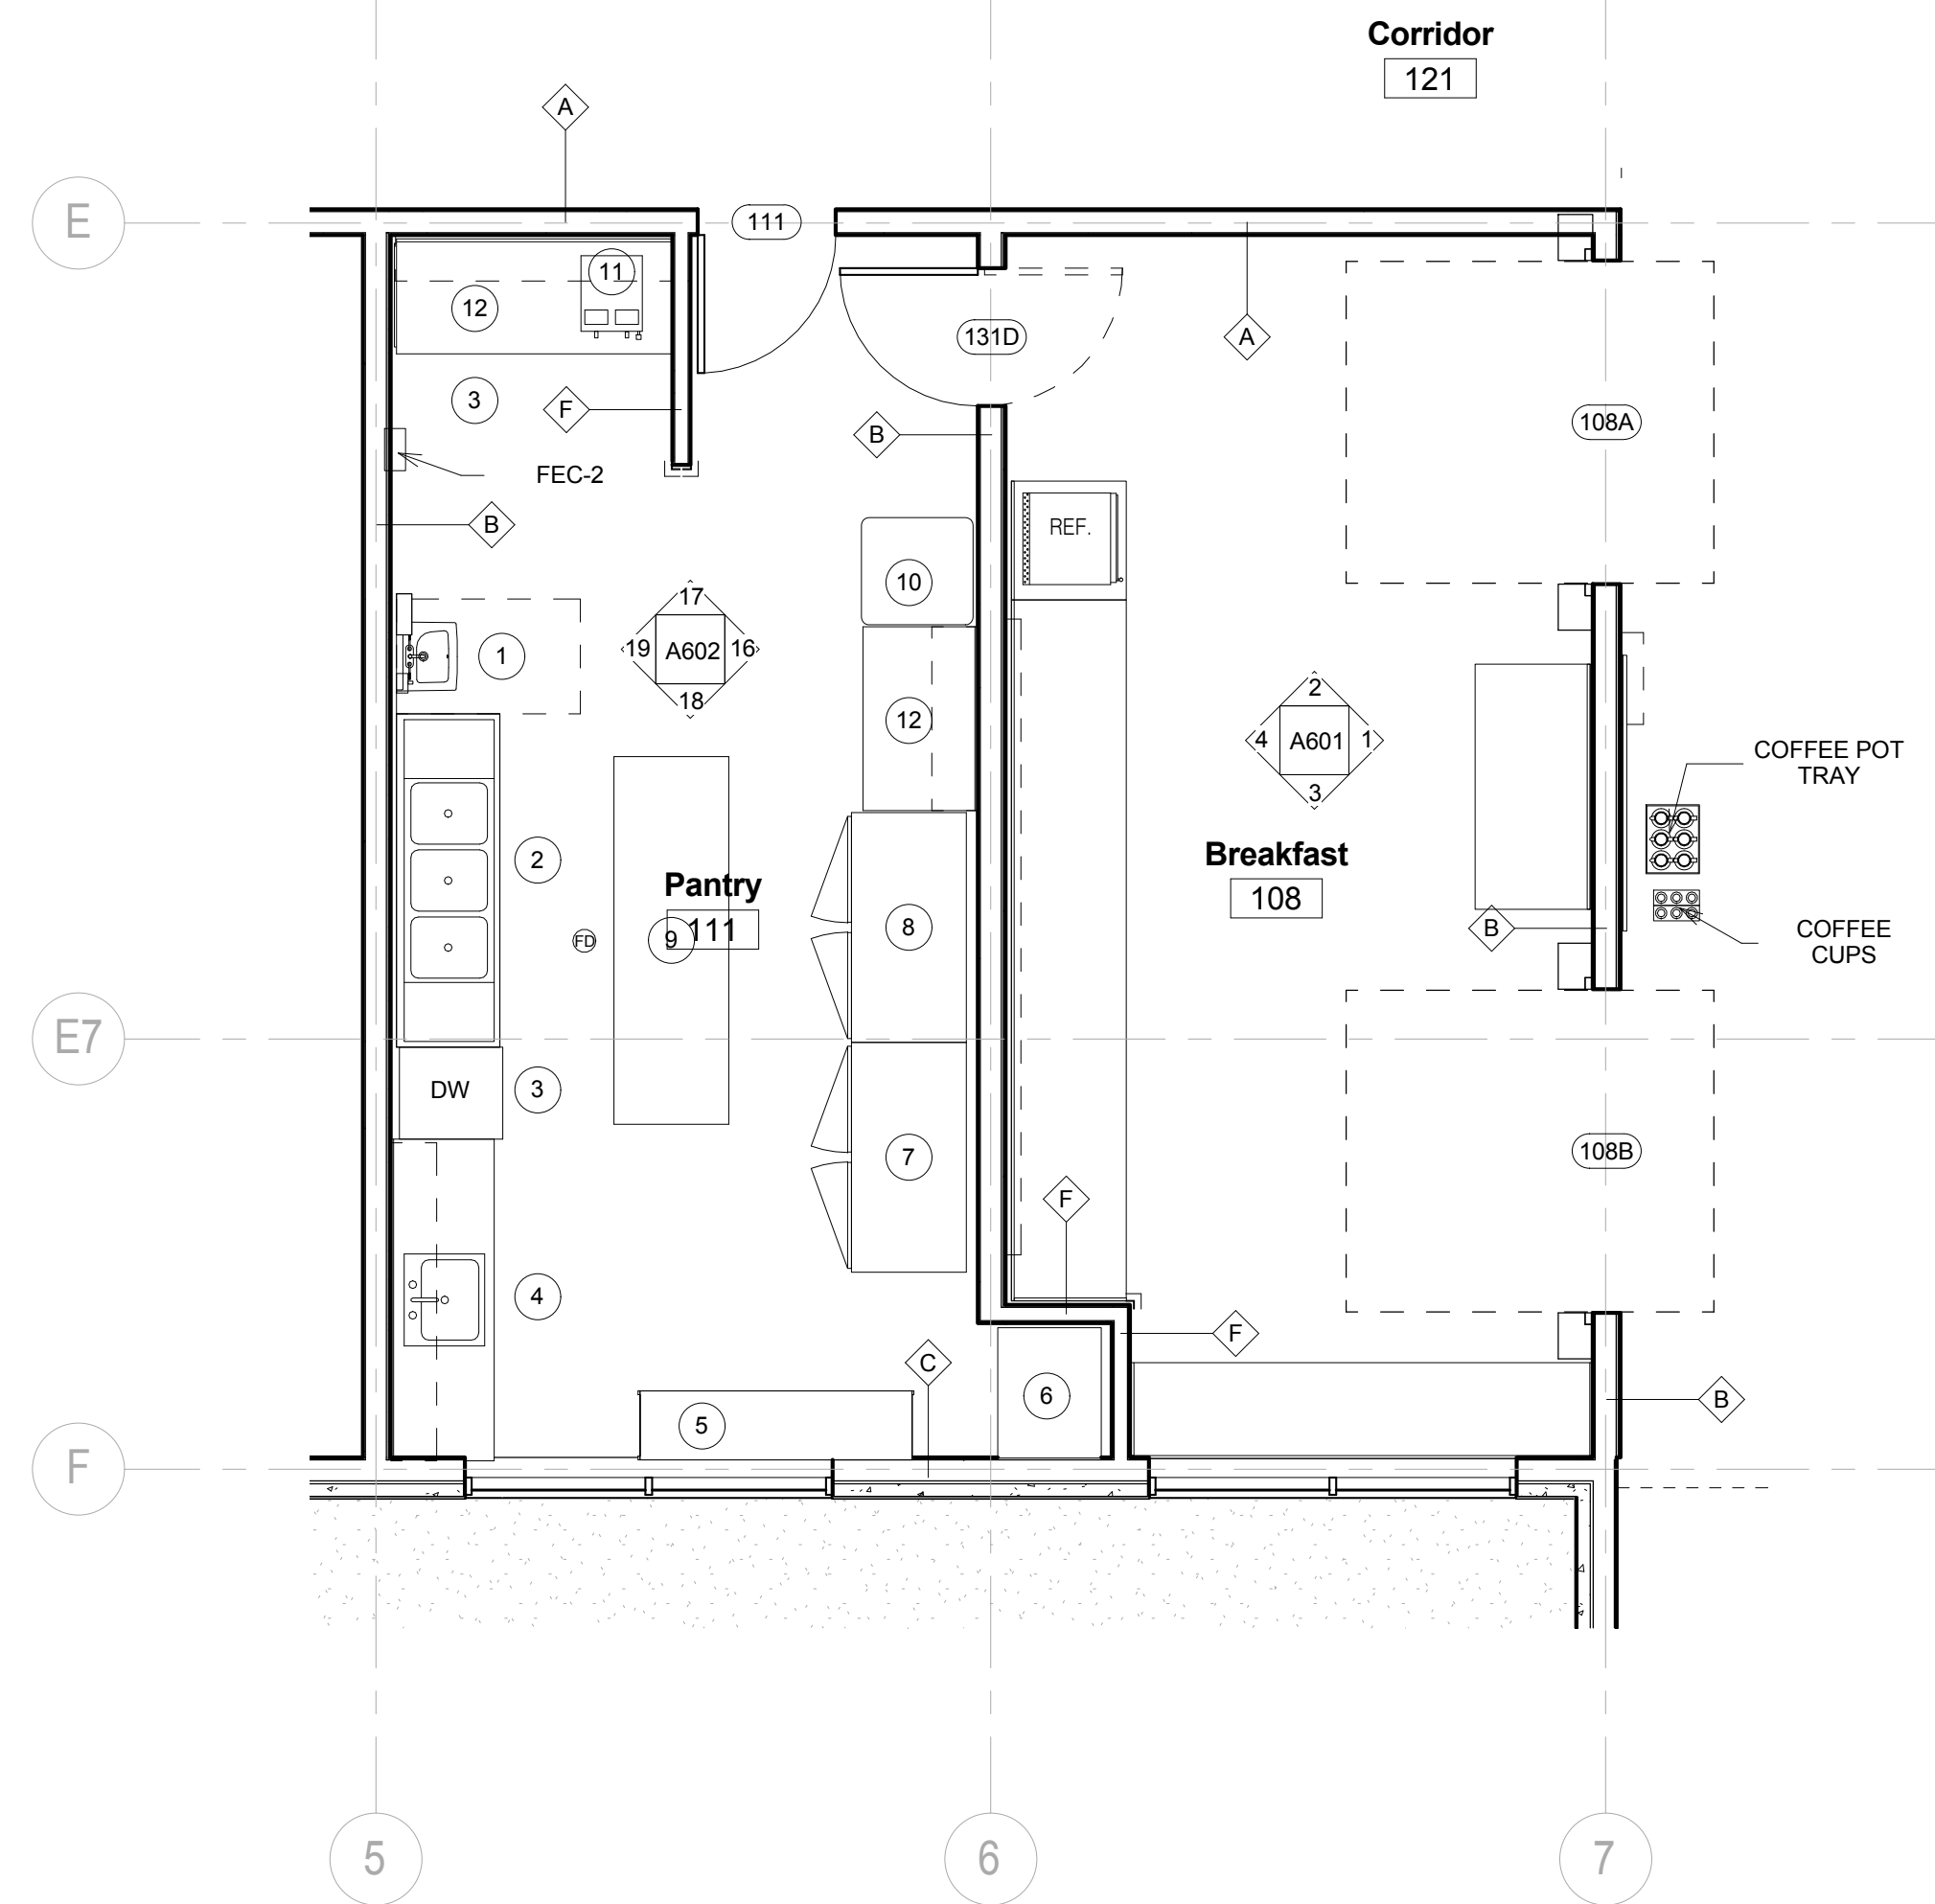 Corridor
121
A
E
111
11
12
131D
A
3
F
108A
B
FEC-2
B
REF.
10
17
19
A602
16
18
1
2
4
A601
1
3
12
COFFEE POT
TRAY
2
Breakfast
108
Pantry
111
8
9
FD
B
COFFEE
CUPS
E7
DW
3
7
108B
F
4
F
C
6
5
B
F
5
6
7